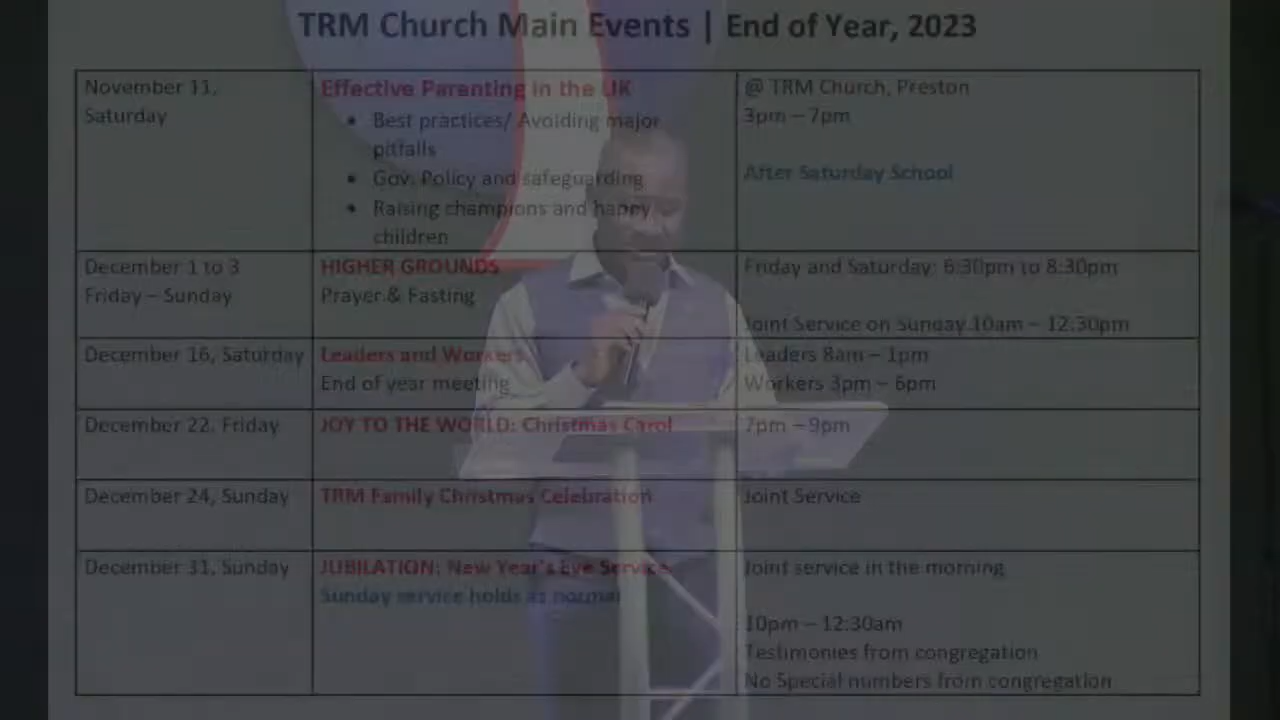 TRM Church Main Events | End of Year, 2023
November 11,
Saturday
Effective Parenting in the UK
• Best practices/ Avoiding major
pitfalls
• Gov. Policy and safeguarding
• Raising champions and happy
children
@ TRM Church, Preston
3pm – 7pm
After Saturday School
December 1 to 3
Friday – Sunday
HIGHER GROUNDS
Prayer & Fasting
Friday and Saturday: 6:30pm to 8:30pm
Joint Service on Sunday 10am – 12:30pm
December 16, Saturday
Leaders and Workers
End of year meeting
Leaders 8am – 1pm
Workers 3pm – 6pm
December 22, Friday
JOY TO THE WORLD: Christmas Carol
7pm – 9pm
December 24, Sunday
TRM Family Christmas Celebration
Joint Service
December 31, Sunday
JUBILATION: New Year's Eve Service
Sunday service holds as normal
Joint service in the morning
10pm – 12:30am
Testimonies from congregation
No Special numbers from congregation